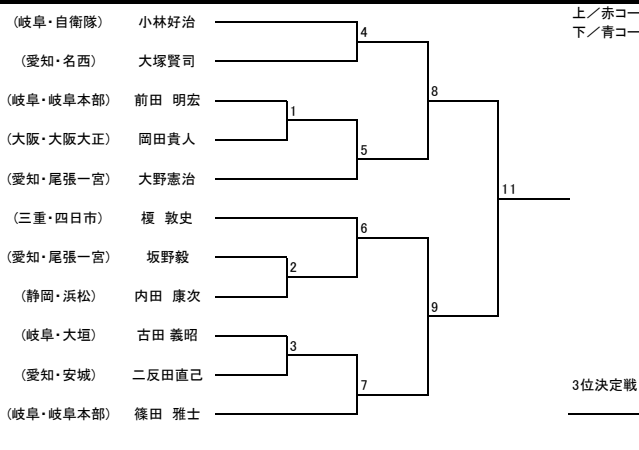 上／赤コー
下／青コー
(岐阜・自衛隊) 小林好治
(愛知・名西) 大塚賢司
(岐阜・岐阜本部) 前田 明宏
(大阪・大阪大正) 岡田貴人
(愛知・尾張一宮) 大野憲治
(三重・四日市) 榎 敦史
(愛知・尾張一宮) 坂野毅
(静岡・浜松) 内田 康次
(岐阜・大垣) 古田 義昭
(愛知・安城) 二反田直己
(岐阜・岐阜本部) 篠田 雅士
4
8
1
5
11
6
2
9
3
7
3位決定戦